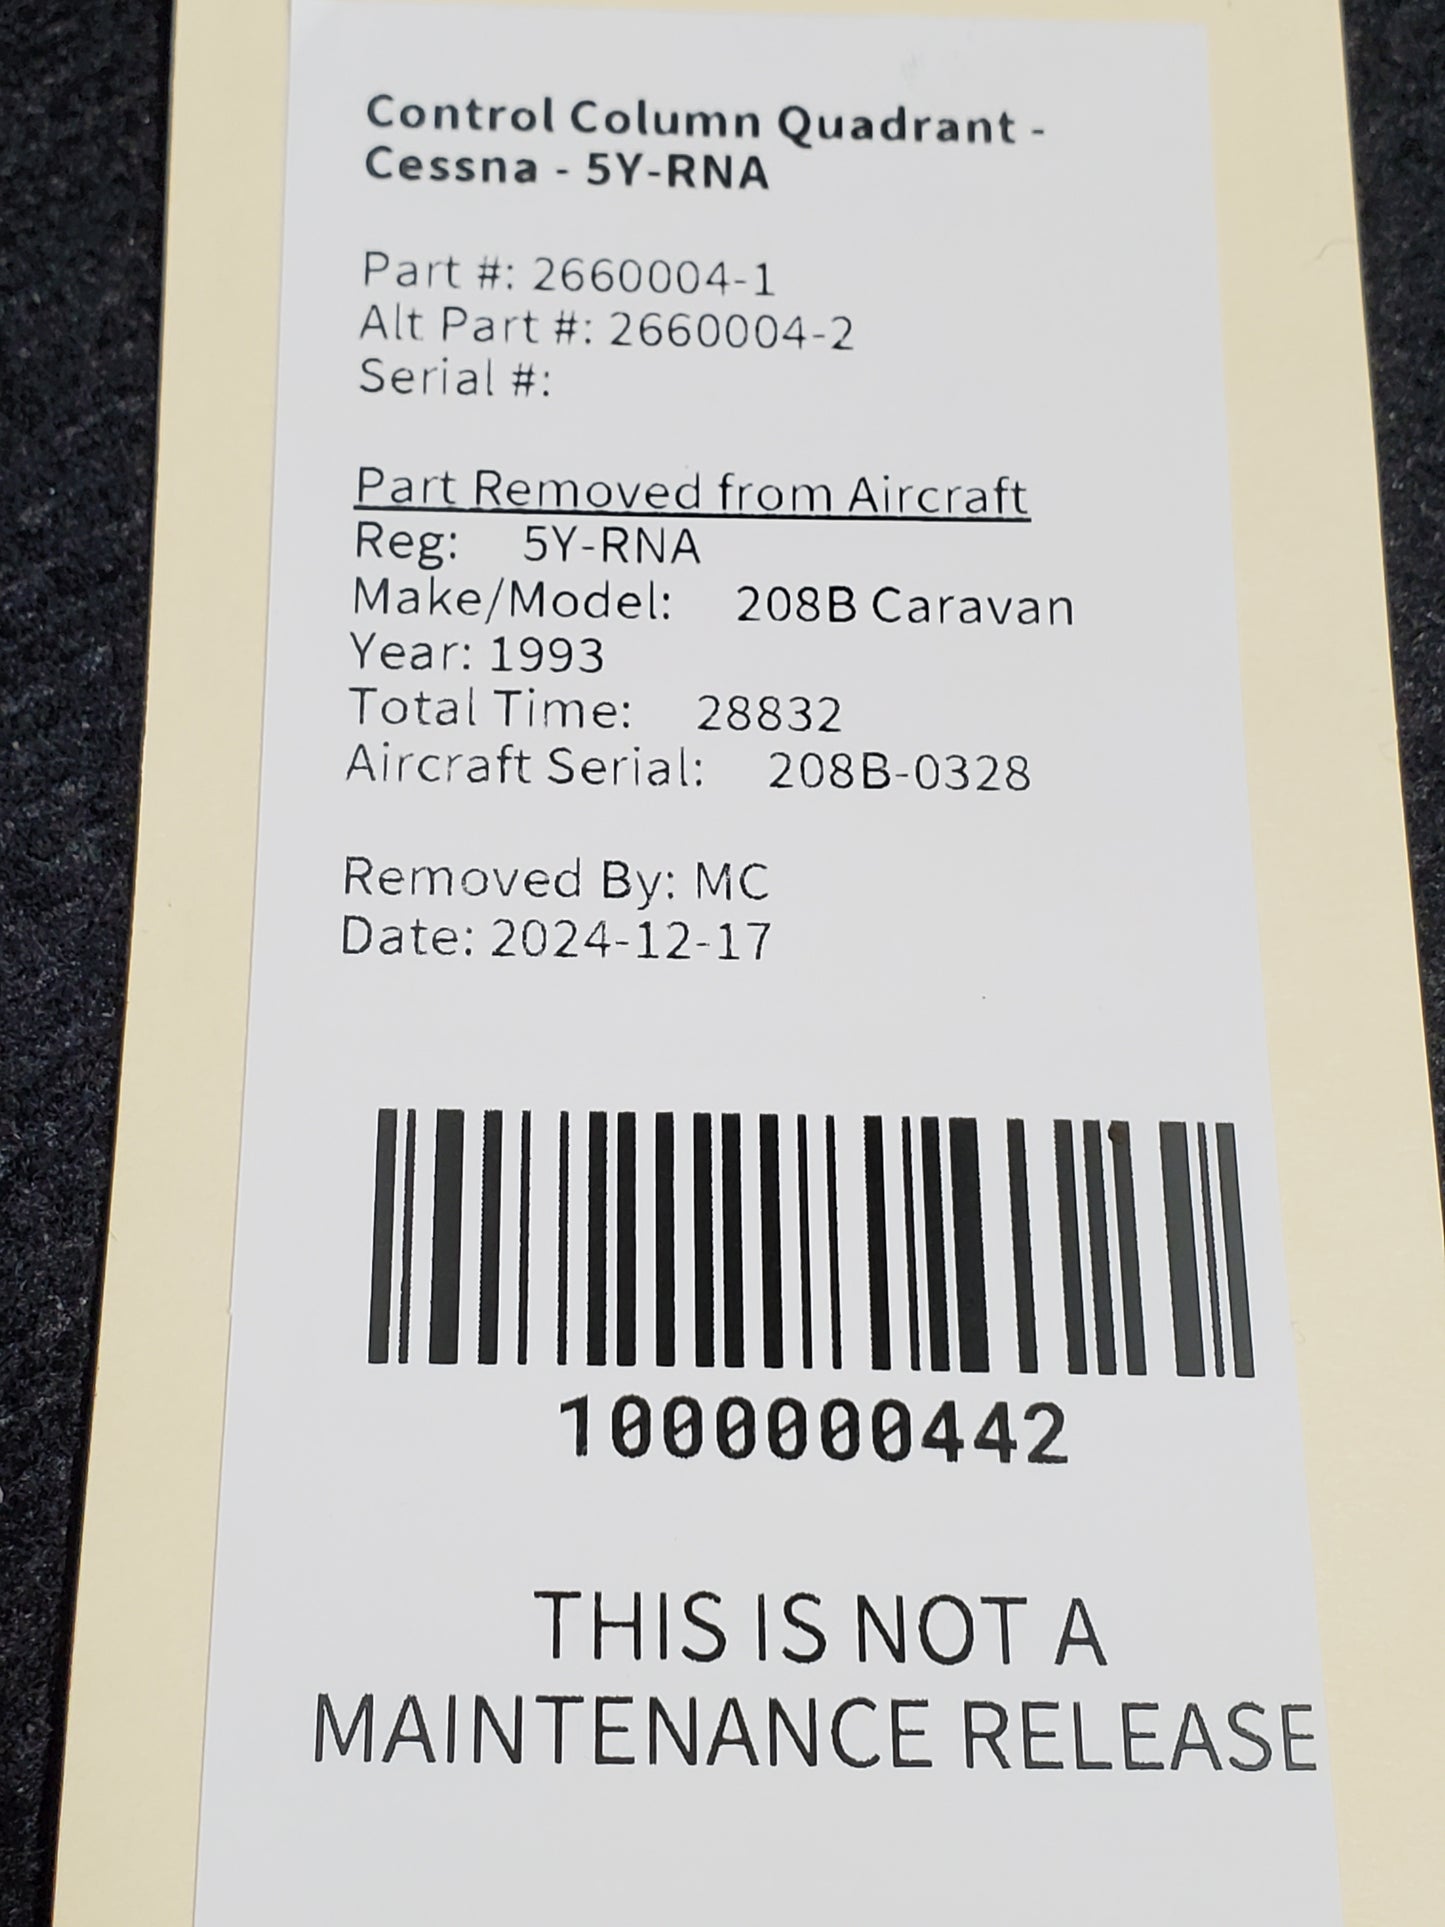 Control Column Quadrant -
Cessna - 5Y-RNA
Part #: 2660004-1
Alt Part #: 2660004-2
Serial #:
Part Removed from Aircraft
Reg: 5Y-RNA
Make/Model: 208B Caravan
Year: 1993
Total Time: 28832
Aircraft Serial: 208B-0328
Removed By: MC
Date: 2024-12-17
1000000442
THIS IS NOT A
MAINTENANCE RELEASE